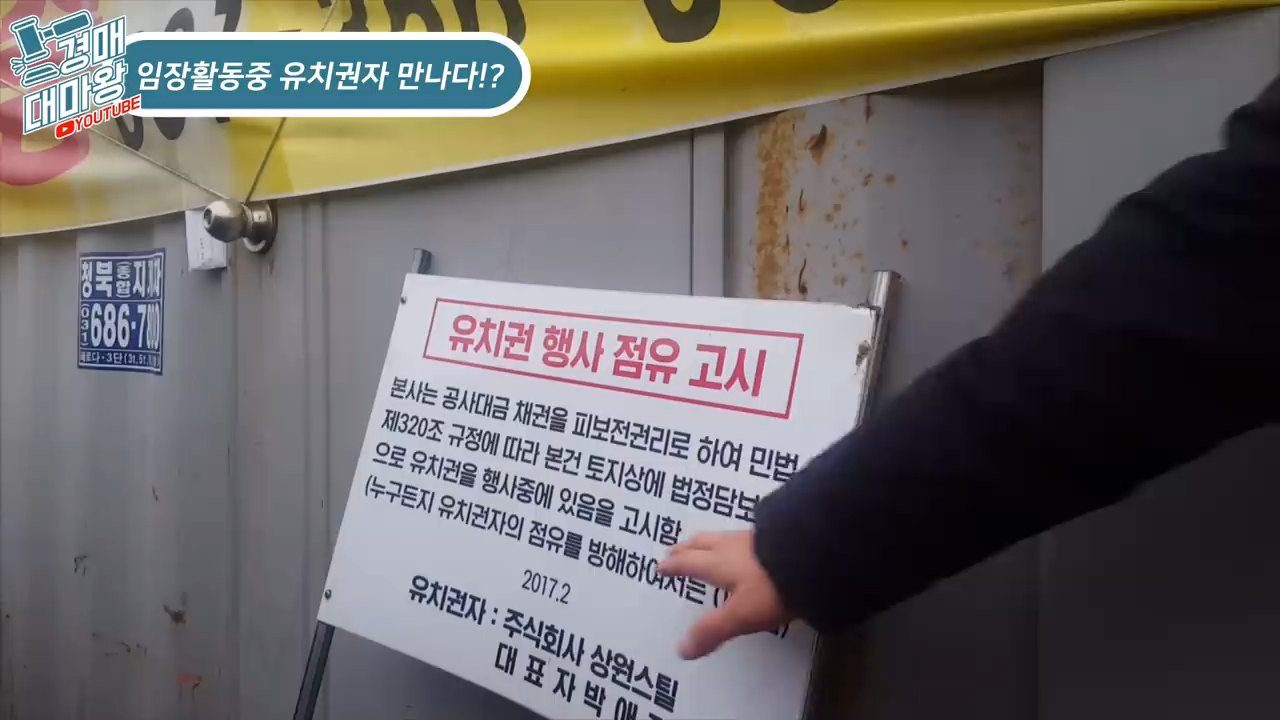 경매
대마왕
YOUTUBE
임장활동중 유치권자 만나다!?
청북 종합 지게차
031 686-7
유치권 행사 점유 고시
본사는 공사대금 채권을 피보전권리로 하여 민법
제320조 규정에 따라 본건 토지상에 법정담보
으로 유치권을 행사중에 있음을 고시함
(누구든지 유치권자의 점유를 방해하여서는
2017.2
유치권자 : 주식회사 상원스틸
대 표 자 박 애